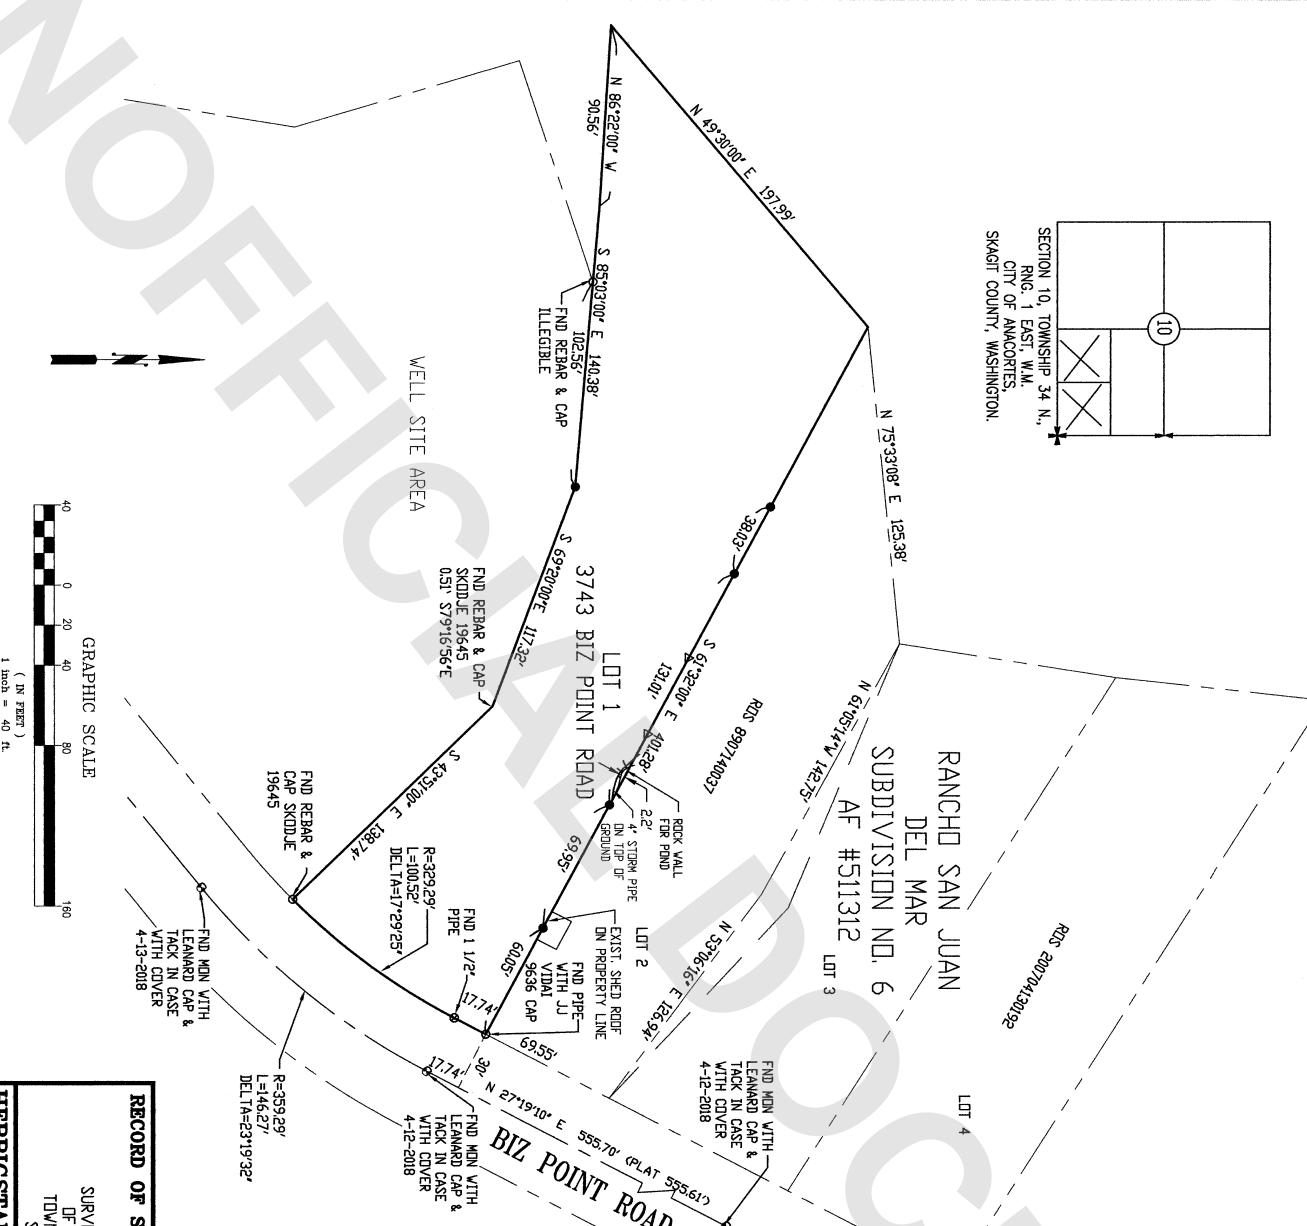 SECTION 10, TOWNSHIP 34 N.,
RNG. 1 EAST, W.M.
CITY OF ANACORTES,
SKAGIT COUNTY, WASHINGTON.
10
N 49°30'00" E 197.99'
N 86°22'00" W
90.56'
S 85°03'00" E 140.38'
102.56'
FND REBAR & CAP
ILLEGIBLE
N 75°33'08" E 125.38'
38.03'
S 61°32'00" E 401.28'
131.01'
WELL SITE AREA
S 69°20'00"E 117.32'
FND REBAR & CAP
SKODJE 19645
0.51' S79°16'56"E
LOT 1
3743 BIZ POINT ROAD
ROS 8907140037
N 61°05'14"W 142.75'
RANCHO SAN JUAN
DEL MAR
SUBDIVISION NO. 6
AF #511312
ROS 200704130192
ROCK WALL
FOR POND
2.2'
4" STORM PIPE
ON TOP OF
GROUND
69.95'
S 43°51'00" E 138.74'
FND REBAR &
CAP SKODJE
19645
R=329.29'
L=100.52'
DELTA=17°29'25"
FND 1 1/2"
PIPE
LOT 2
EXIST. SHED ROOF
ON PROPERTY LINE
FND PIPE
WITH JJ
VIDAI
9636 CAP
60.05'
17.74'
LOT 3
N 53°06'16" E 126.94'
69.55'
30'
17.74'
N 27°19'10" E 555.70' (PLAT 555.61')
FND MON WITH
LEANARD CAP &
TACK IN CASE
WITH COVER
4-13-2018
R=359.29'
L=146.27'
DELTA=23°19'32"
FND MON WITH
LEANARD CAP &
TACK IN CASE
WITH COVER
4-12-2018
FND MON WITH
LEANARD CAP &
TACK IN CASE
WITH COVER
4-12-2018
LOT 4
BIZ POINT ROAD
GRAPHIC SCALE
40 0 20 40 80 160
( IN FEET )
1 inch = 40 ft.
RECORD OF S
SURVE
OF
TOW
NOFFICIAL DOC